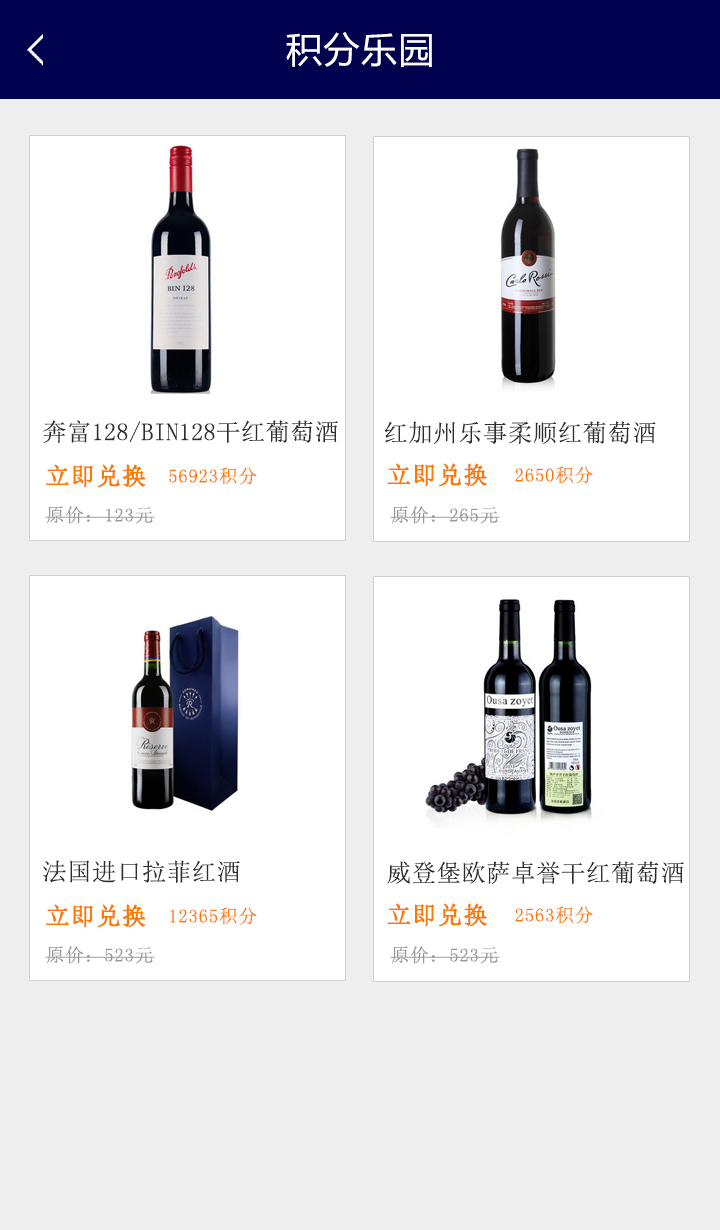 积分乐园
Penfolds
BIN 128
SHIRAZ
奔富128/BIN128干红葡萄酒
立即兑换 56923积分
原价：123元
Carlo Rossi
红加州乐事柔顺红葡萄酒
立即兑换 2650积分
原价：265元
Réserve
法国进口拉菲红酒
立即兑换 12365积分
原价：523元
Ousa zoyet
Ousa zoyet
BORDEAUX
威登堡欧萨卓誉干红葡萄酒
立即兑换 2563积分
原价：523元